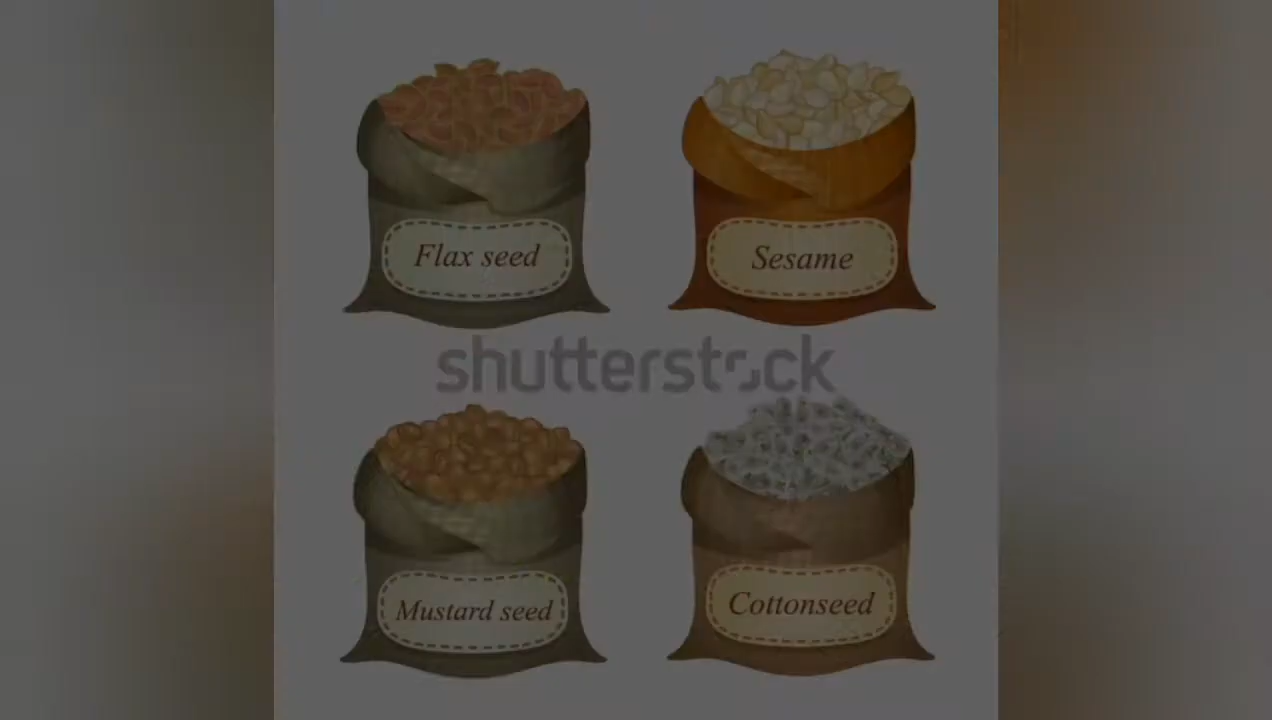 Flax seed
Sesame
shutterstock
Mustard seed
Cottonseed